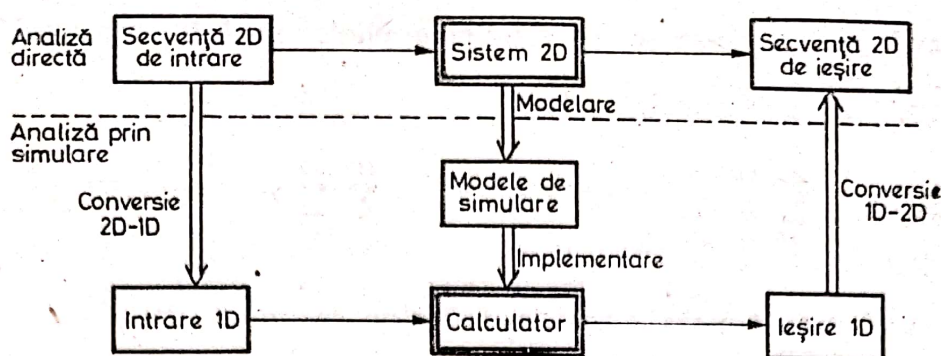 Analiză
directă
Secvență 2D
de intrare
Sistem 2D
Secvență 2D
de ieșire
Modelare
Analiză prin
simulare
Conversie
2D-1D
Modele de
simulare
Conversie
1D-2D
Implementare
Intrare 1D
Calculator
Ieșire 1D